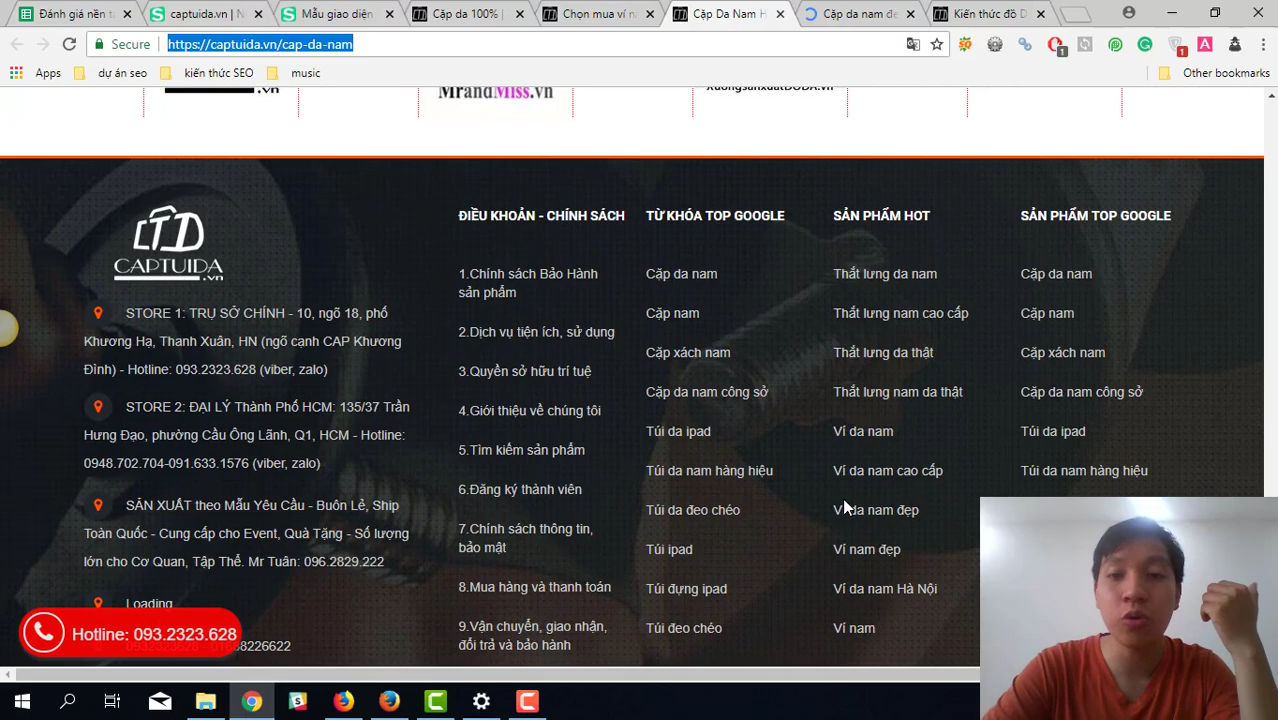 Đánh giá nền tả
captuida.vn | N
Mẫu giao diện
Cặp da 100%
Chọn mua ví n
Cặp Da Nam H
Cặp da nam đe
Kiến thức đồ D
Secure
https://captuida.vn/cap-da-nam
Apps
dự án seo
kiến thức SEO
music
Other bookmarks
.vn
MrandMiss.vn
XuongsanxuatDODA.vn
CTD
CAPTUIDA
.vn
STORE 1: TRỤ SỞ CHÍNH - 10, ngõ 18, phố
Khương Hạ, Thanh Xuân, HN (ngõ cạnh CAP Khương
Đình) - Hotline: 093.2323.628 (viber, zalo)
STORE 2: ĐẠI LÝ Thành Phố HCM: 135/37 Trần
Hưng Đạo, phường Cầu Ông Lãnh, Q1, HCM - Hotline:
0948.702.704-091.633.1576 (viber, zalo)
SẢN XUẤT theo Mẫu Yêu Cầu - Buôn Lẻ, Ship
Toàn Quốc - Cung cấp cho Event, Quà Tặng - Số lượng
lớn cho Cơ Quan, Tập Thể. Mr Tuân: 096.2829.222
Loading
Hotline: 093.2323.628
ĐIỀU KHOẢN - CHÍNH SÁCH
1.Chính sách Bảo Hành
sản phẩm
2.Dịch vụ tiện ích, sử dụng
3.Quyền sở hữu trí tuệ
4.Giới thiệu về chúng tôi
5.Tìm kiếm sản phẩm
6.Đăng ký thành viên
7.Chính sách thông tin,
bảo mật
8.Mua hàng và thanh toán
9.Vận chuyển, giao nhận,
đổi trả và bảo hành
TỪ KHÓA TOP GOOGLE
Cặp da nam
Cặp nam
Cặp xách nam
Cặp da nam công sở
Túi da ipad
Túi da nam hàng hiệu
Túi da đeo chéo
Túi ipad
Túi đựng ipad
Túi đeo chéo
SẢN PHẨM HOT
Thắt lưng da nam
Thắt lưng nam cao cấp
Thắt lưng da thật
Thắt lưng nam da thật
Ví da nam
Ví da nam cao cấp
Ví da nam đẹp
Ví nam đẹp
Ví da nam Hà Nội
Ví nam
SẢN PHẨM TOP GOOGLE
Cặp da nam
Cặp nam
Cặp xách nam
Cặp da nam công sở
Túi da ipad
Túi da nam hàng hiệu